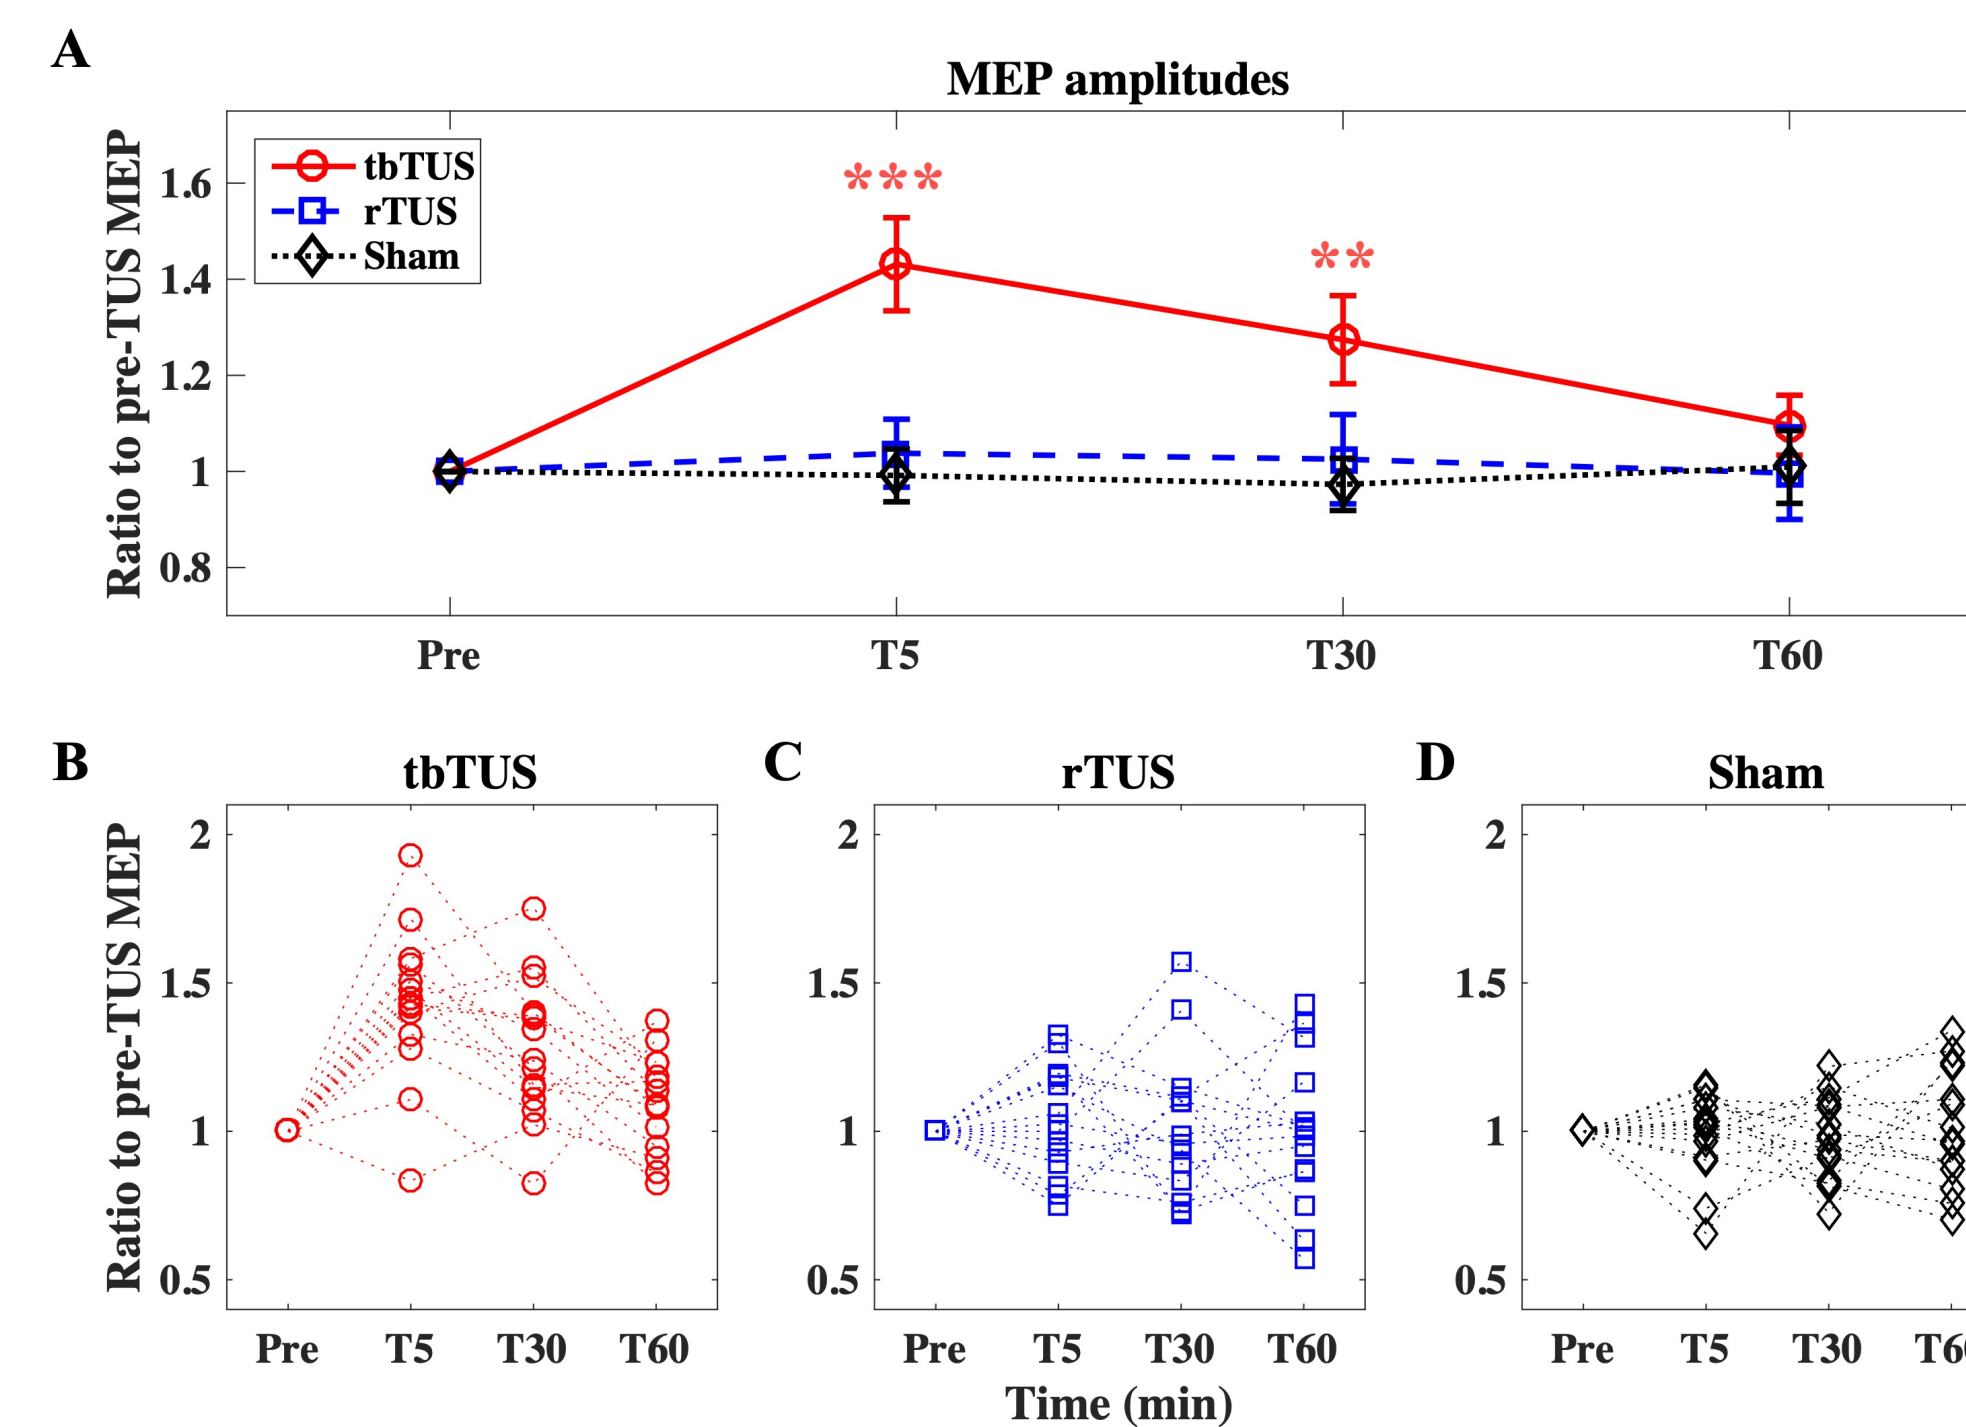 A
MEP amplitudes
Ratio to pre-TUS MEP
1.6
1.4
1.2
1
0.8
tbTUS
rTUS
Sham
***
**
Pre T5 T30 T60
B tbTUS
C rTUS
D Sham
Ratio to pre-TUS MEP
2
1.5
1
0.5
2
1.5
1
0.5
2
1.5
1
0.5
Pre T5 T30 T60
Pre T5 T30 T60
Pre T5 T30
Time (min)